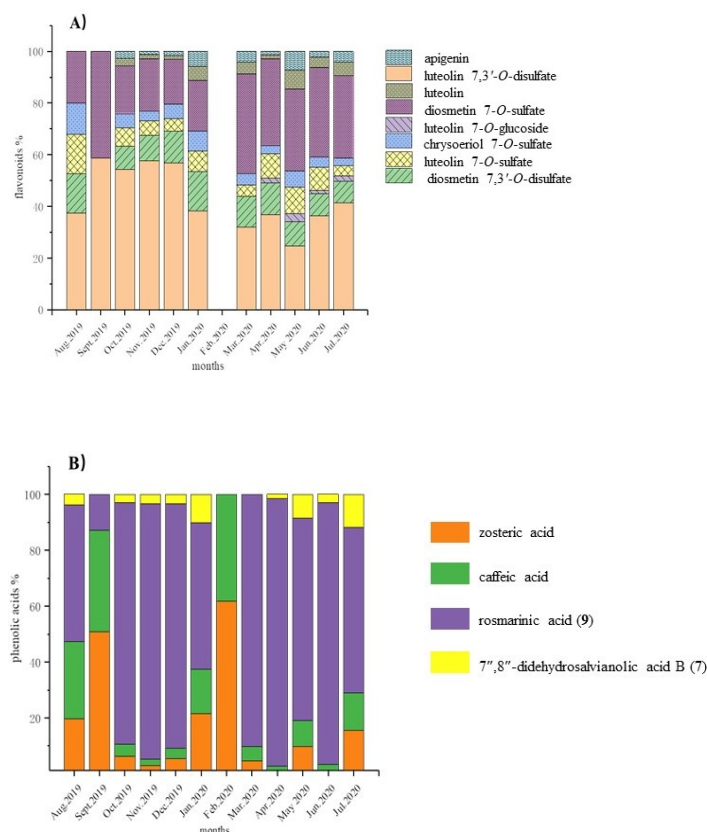 A)
100
80
60
40
20
0
flavonoids %
Aug.2019
Sept.2019
Oct.2019
Nov.2019
Dec.2019
Jan.2020
Feb.2020
Mar.2020
Apr.2020
May 2020
Jun.2020
Jul.2020
months
apigenin
luteolin 7,3′-O-disulfate
luteolin
diosmetin 7-O-sulfate
luteolin 7-O-glucoside
chrysoeriol 7-O-sulfate
luteolin 7-O-sulfate
diosmetin 7,3′-O-disulfate
B)
100
80
60
40
20
phenolic acids %
Aug.2019
Sept.2019
Oct.2019
Nov.2019
Dec.2019
Jan.2020
Feb.2020
Mar.2020
Apr.2020
May 2020
Jun.2020
Jul.2020
months
zosteric acid
caffeic acid
rosmarinic acid (9)
7″,8″-didehydrosalvianolic acid B (7)